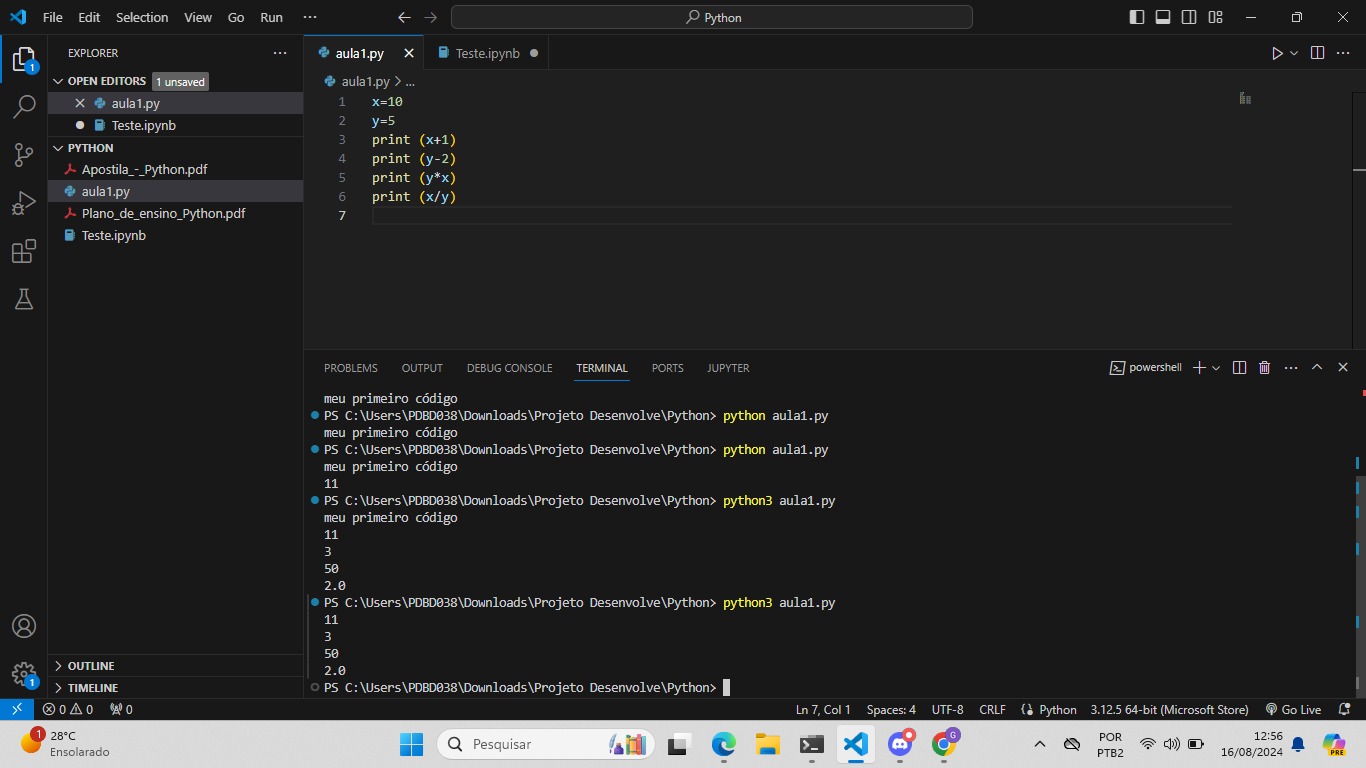 File Edit Selection View Go Run ··· Python
EXPLORER ···
OPEN EDITORS 1 unsaved
aula1.py
Teste.ipynb
PYTHON
Apostila_-_Python.pdf
aula1.py
Plano_de_ensino_Python.pdf
Teste.ipynb
OUTLINE
TIMELINE
aula1.py Teste.ipynb
aula1.py > ...
1 x=10
2 y=5
3 print (x+1)
4 print (y-2)
5 print (y*x)
6 print (x/y)
7
PROBLEMS OUTPUT DEBUG CONSOLE TERMINAL PORTS JUPYTER powershell
meu primeiro código
PS C:\Users\PDBD038\Downloads\Projeto Desenvolve\Python> python aula1.py
meu primeiro código
PS C:\Users\PDBD038\Downloads\Projeto Desenvolve\Python> python aula1.py
meu primeiro código
11
PS C:\Users\PDBD038\Downloads\Projeto Desenvolve\Python> python3 aula1.py
meu primeiro código
11
3
50
2.0
PS C:\Users\PDBD038\Downloads\Projeto Desenvolve\Python> python3 aula1.py
11
3
50
2.0
PS C:\Users\PDBD038\Downloads\Projeto Desenvolve\Python>
1
1
0 0 0 Ln 7, Col 1 Spaces: 4 UTF-8 CRLF Python 3.12.5 64-bit (Microsoft Store) Go Live
1 28°C
Ensolarado
Pesquisar
G
POR
PTB2
12:56
16/08/2024
PRE